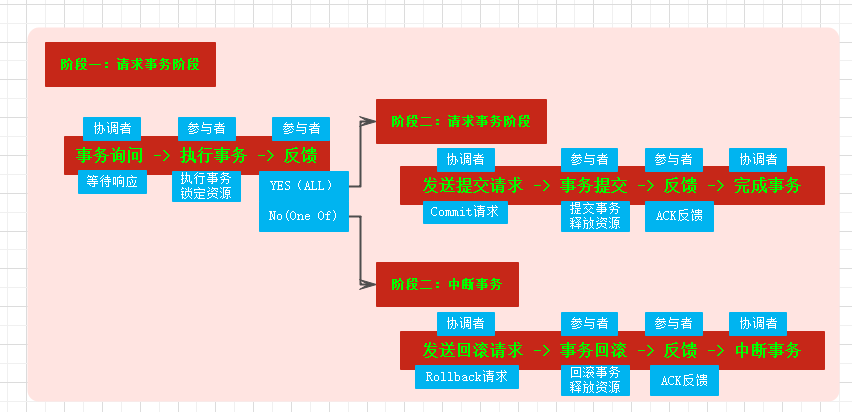 阶段一：请求事务阶段
协调者
参与者
参与者
事务询问 -> 执行事务 -> 反馈
等待响应
执行事务
锁定资源
YES（ALL）
No(One Of)
阶段二：请求事务阶段
协调者
参与者
参与者
协调者
发送提交请求 -> 事务提交 -> 反馈 -> 完成事务
Commit请求
提交事务
释放资源
ACK反馈
阶段二：中断事务
协调者
参与者
参与者
协调者
发送回滚请求 -> 事务回滚 -> 反馈 -> 中断事务
Rollback请求
回滚事务
释放资源
ACK反馈